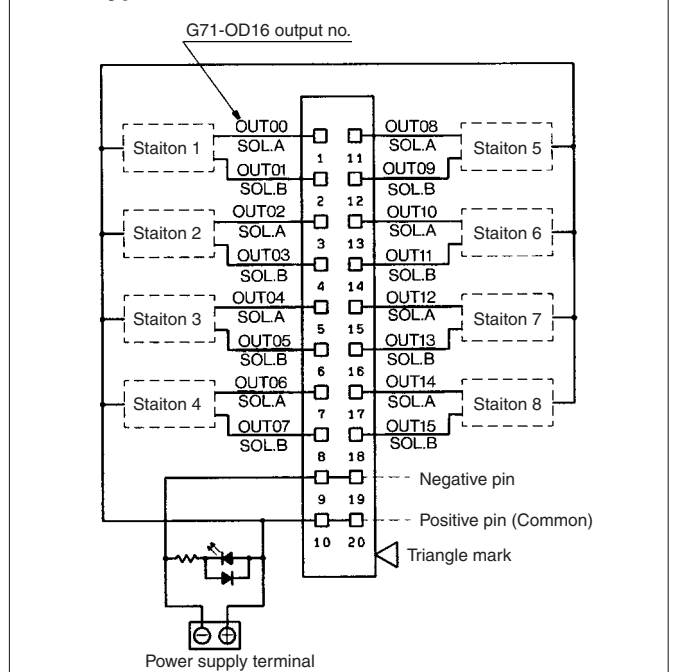 G71-OD16 output no.
OUT00 OUT08
Staiton 1 SOL.A SOL.A Staiton 5
1 11
OUT01 OUT09
SOL.B SOL.B
2 12
OUT02 OUT10
Staiton 2 SOL.A SOL.A Staiton 6
3 13
OUT03 OUT11
SOL.B SOL.B
4 14
OUT04 OUT12
Staiton 3 SOL.A SOL.A Staiton 7
5 15
OUT05 OUT13
SOL.B SOL.B
6 16
OUT06 OUT14
Staiton 4 SOL.A SOL.A Staiton 8
7 17
OUT07 OUT15
SOL.B SOL.B
8 18
Negative pin
9 19
Positive pin (Common)
10 20
Triangle mark
Power supply terminal